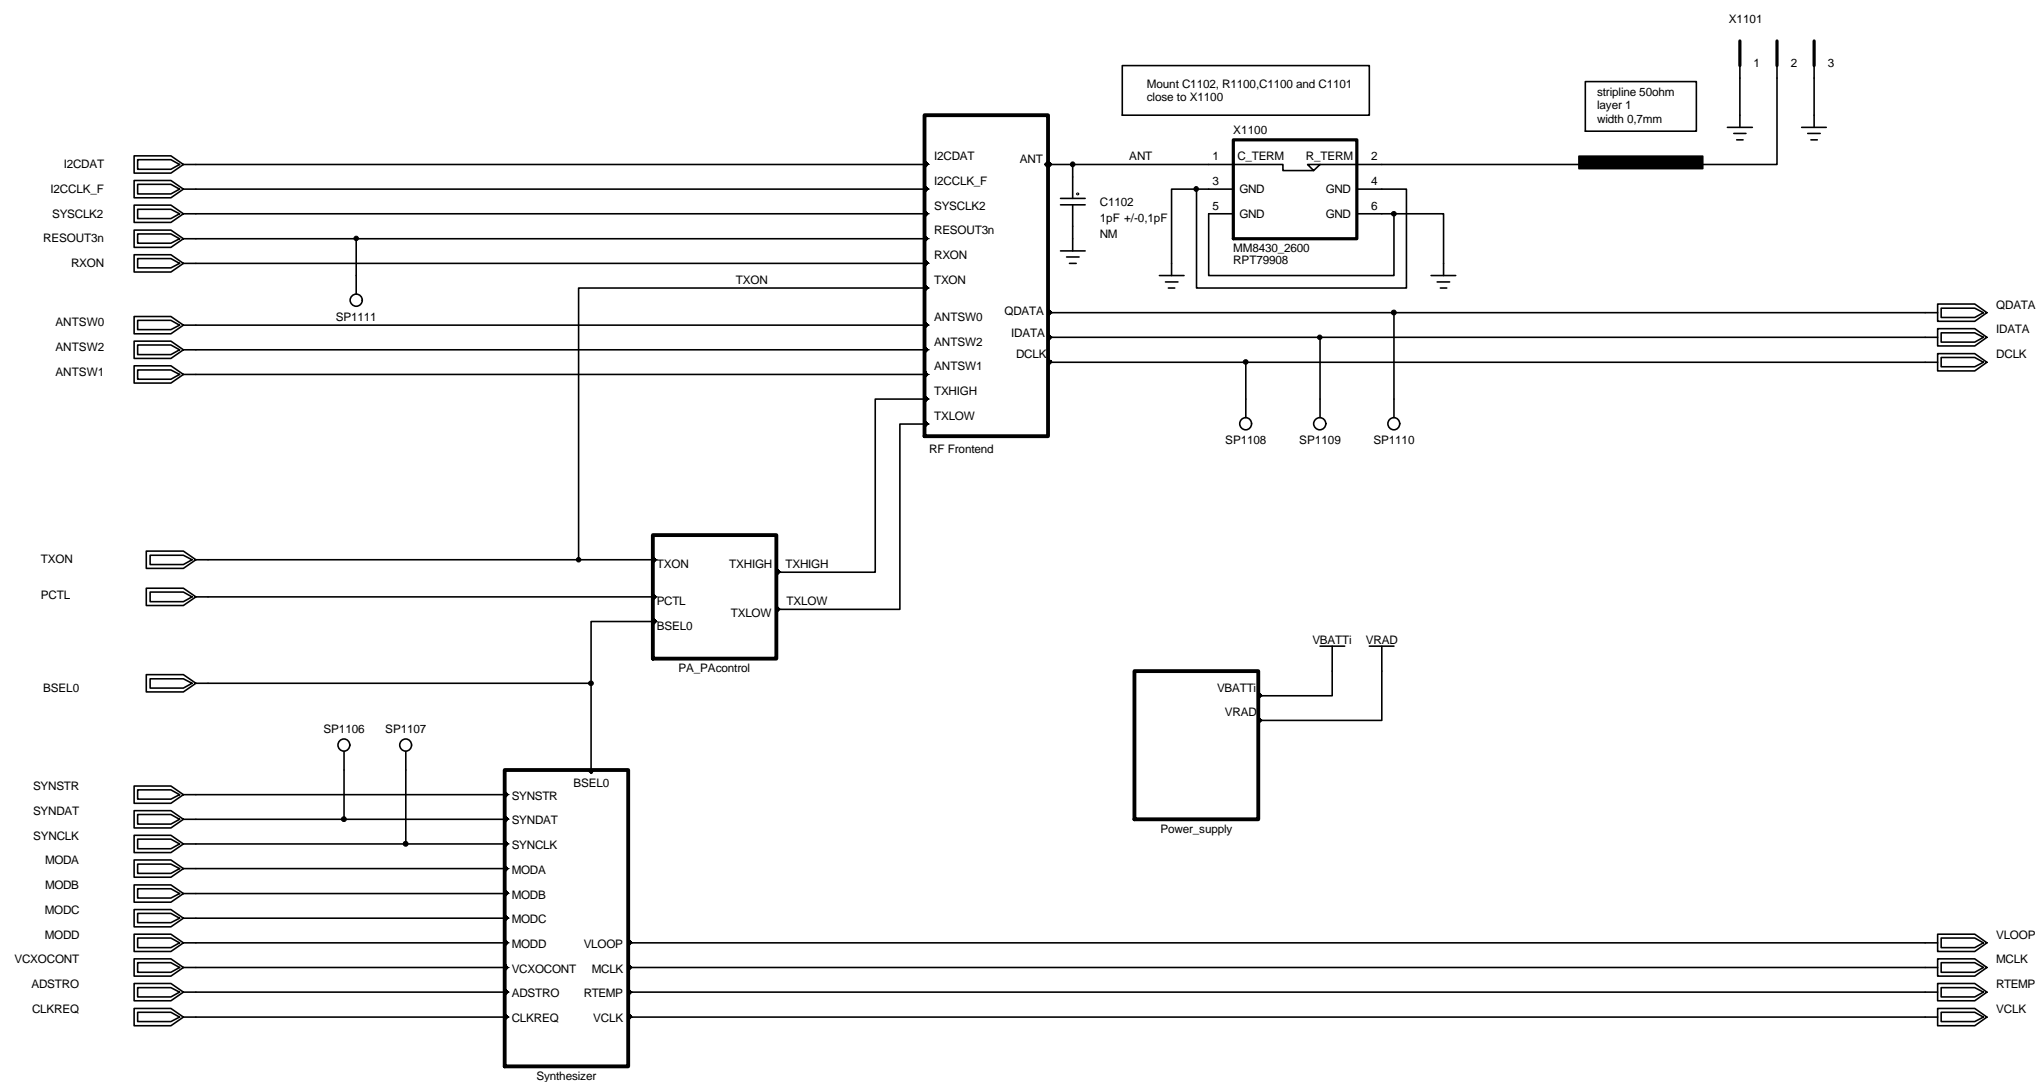 X1101
1 2 3
Mount C1102, R1100,C1100 and C1101
close to X1100
stripline 50ohm
layer 1
width 0,7mm
X1100
I2CDAT
I2CCLK_F
SYSCLK2
RESOUT3n
RXON
SP1111
ANTSW0
ANTSW2
ANTSW1
TXON
I2CDAT
I2CCLK_F
SYSCLK2
RESOUT3n
RXON
TXON
ANTSW0
ANTSW2
ANTSW1
TXHIGH
TXLOW
ANT
QDATA
IDATA
DCLK
RF Frontend
ANT
C1102
1pF +/-0,1pF
NM
1 C_TERM R_TERM 2
3 GND GND 4
5 GND GND 6
MM8430_2600
RPT79908
QDATA
IDATA
DCLK
SP1108 SP1109 SP1110
TXON
PCTL
BSEL0
TXON
PCTL
BSEL0
TXHIGH
TXLOW
TXHIGH
TXLOW
PA_PAcontrol
VBATTi VRAD
VBATTi
VRAD
Power_supply
SP1106 SP1107
SYNSTR
SYNDAT
SYNCLK
MODA
MODB
MODC
MODD
VCXOCONT
ADSTRO
CLKREQ
BSEL0
SYNSTR
SYNDAT
SYNCLK
MODA
MODB
MODC
MODD
VCXOCONT
ADSTRO
CLKREQ
VLOOP
MCLK
RTEMP
VCLK
Synthesizer
VLOOP
MCLK
RTEMP
VCLK